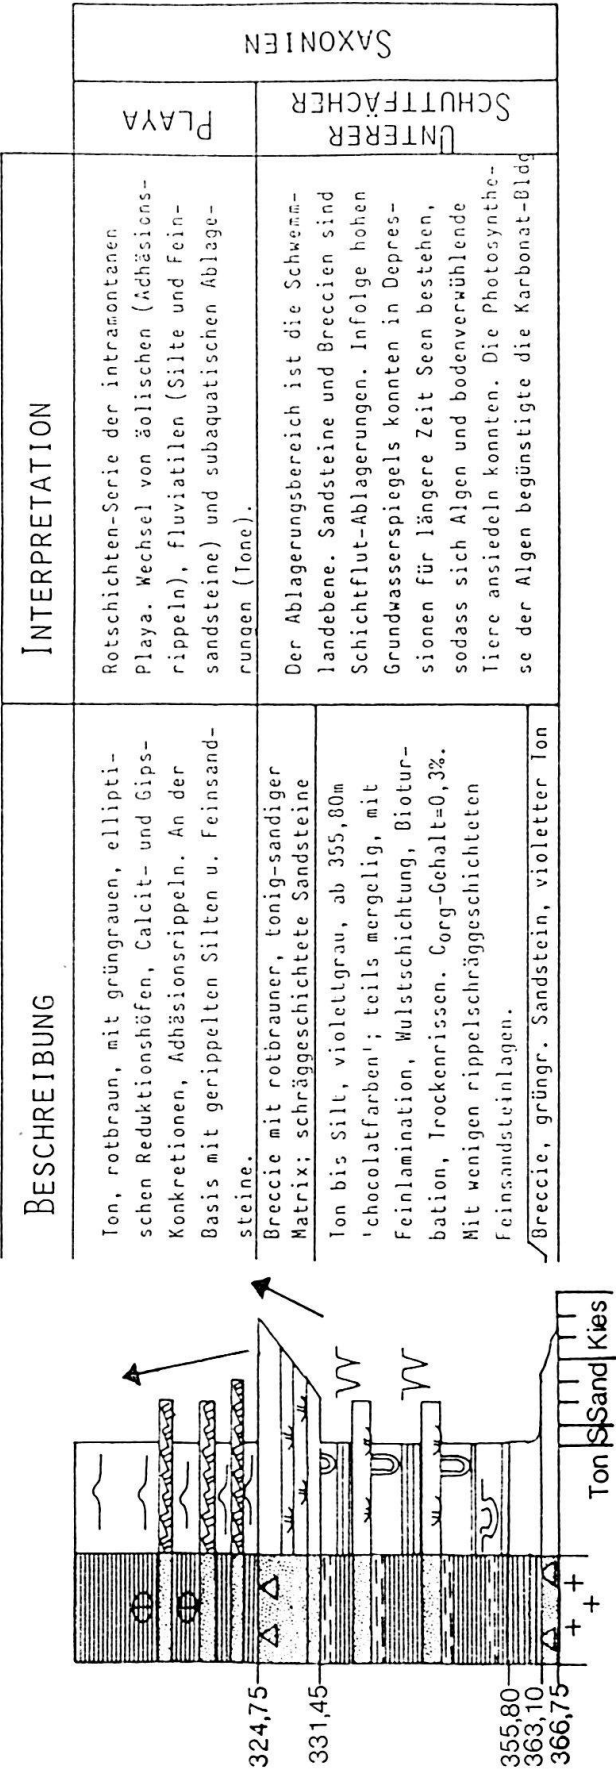 BESCHREIBUNG
INTERPRETATION
Ton, rotbraun, mit grüngrauen, ellipti-
schen Reduktionshöfen, Calcit- und Gips-
Konkretionen, Adhäsionsrippeln. An der
Basis mit gerippelten Silten u. Feinsand-
steine.
Rotschichten-Serie der intramontanen
Playa. Wechsel von äolischen (Adhäsions-
rippeln), fluviatilen (Silte und Fein-
sandsteine) und subaquatischen Ablage-
rungen (Tone).
PLAYA
SAXONIEN
324,75
Breccie mit rotbrauner, tonig-sandiger
Matrix; schräggeschichtete Sandsteine
331,45
Ton bis Silt, violettgrau, ab 355,80m
'chocolatfarben'; teils mergelig, mit
Feinlamination, Wulstschichtung, Biotur-
bation, Trockenrissen. Corg-Gehalt=0,3%.
Mit wenigen rippelschräggeschichteten
Feinsandsteinlagen.
Breccie, grüngr. Sandstein, violetter Ton
Der Ablagerungsbereich ist die Schwemm-
landebene. Sandsteine und Breccien sind
Schichtflut-Ablagerungen. Infolge hohen
Grundwasserspiegels konnten in Depres-
sionen für längere Zeit Seen bestehen,
sodass sich Algen und bodenverwühlende
Tiere ansiedeln konnten. Die Photosynthe-
se der Algen begünstigte die Karbonat-Bldg
UNTERER
SCHUTTFÄCHER
355,80
363,10
366,75
Ton S Sand Kies